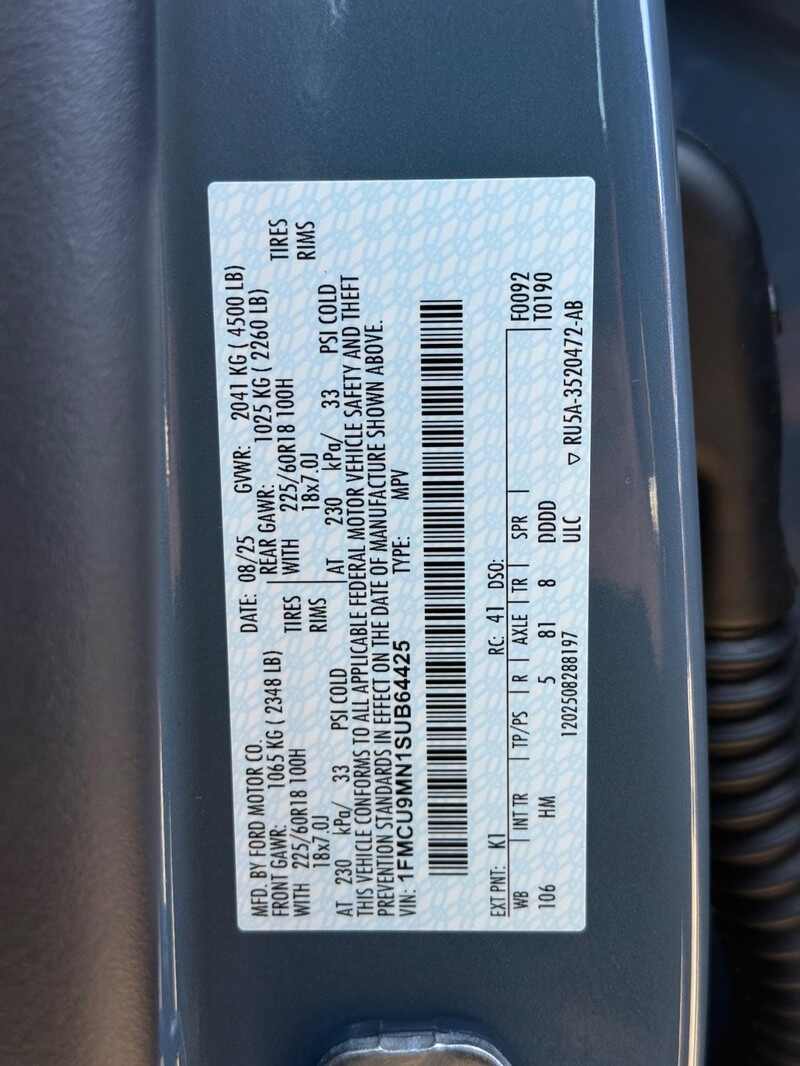 MFD. BY FORD MOTOR CO. DATE: 08/25 GVWR: 2041 KG ( 4500 LB)
FRONT GAWR: 1065 KG ( 2348 LB) REAR GAWR: 1025 KG ( 2260 LB)
WITH 225/60R18 100H TIRES WITH 225/60R18 100H TIRES
18x7.0J RIMS 18x7.0J RIMS
AT 230 kPa/ 33 PSI COLD AT 230 kPa/ 33 PSI COLD
THIS VEHICLE CONFORMS TO ALL APPLICABLE FEDERAL MOTOR VEHICLE SAFETY AND THEFT
PREVENTION STANDARDS IN EFFECT ON THE DATE OF MANUFACTURE SHOWN ABOVE.
VIN: 1FMCU9MN1SUB64425 TYPE: MPV
EXT PNT: K1 RC: 41 DSO: F0092
WB INT TR TP/PS R AXLE TR SPR T0190
106 HM 5 81 8 DDDD
1202508288197 ULC ▽ RU5A-3520472-AB